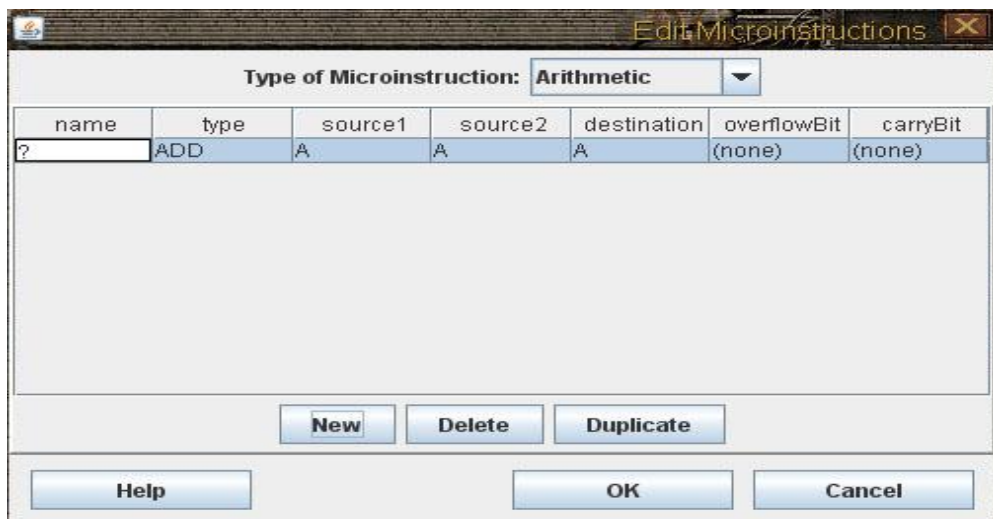 Edit Microinstructions
Type of Microinstruction: Arithmetic
name type source1 source2 destination overflowBit carryBit
? ADD A A A (none) (none)
New Delete Duplicate
Help OK Cancel